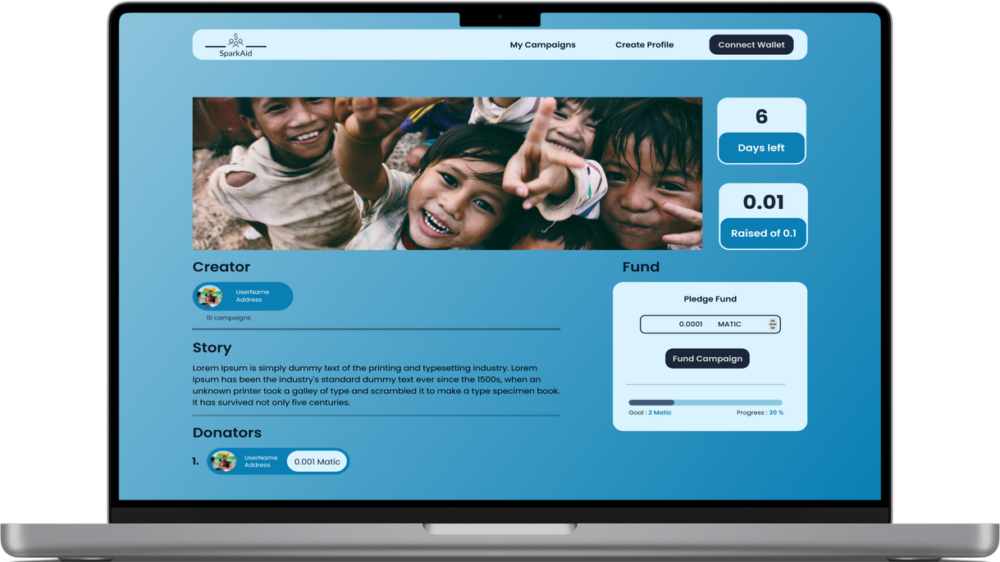 SparkAid
My Campaigns
Create Profile
Connect Wallet
6
Days left
0.01
Raised of 0.1
Creator
UserName
Address
10 campaigns
Story
Lorem Ipsum is simply dummy text of the printing and typesetting industry. Lorem
Ipsum has been the industry's standard dummy text ever since the 1500s, when an
unknown printer took a galley of type and scrambled it to make a type specimen book.
It has survived not only five centuries.
Donators
1.
UserName
Address
0.001 Matic
Fund
Pledge Fund
0.0001 MATIC
Fund Campaign
Goal : 2 Matic
Progress : 30 %